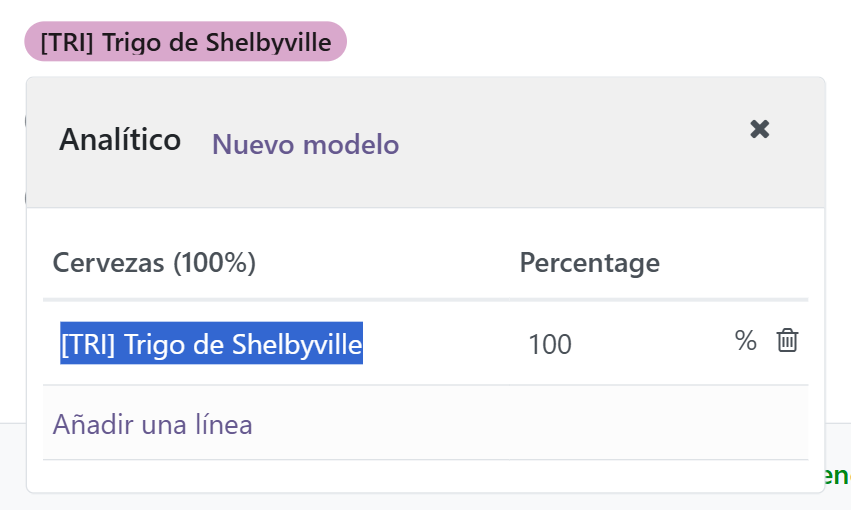 [TRI] Trigo de Shelbyville
Analítico Nuevo modelo
Cervezas (100%) Percentage
[TRI] Trigo de Shelbyville 100 %
Añadir una línea